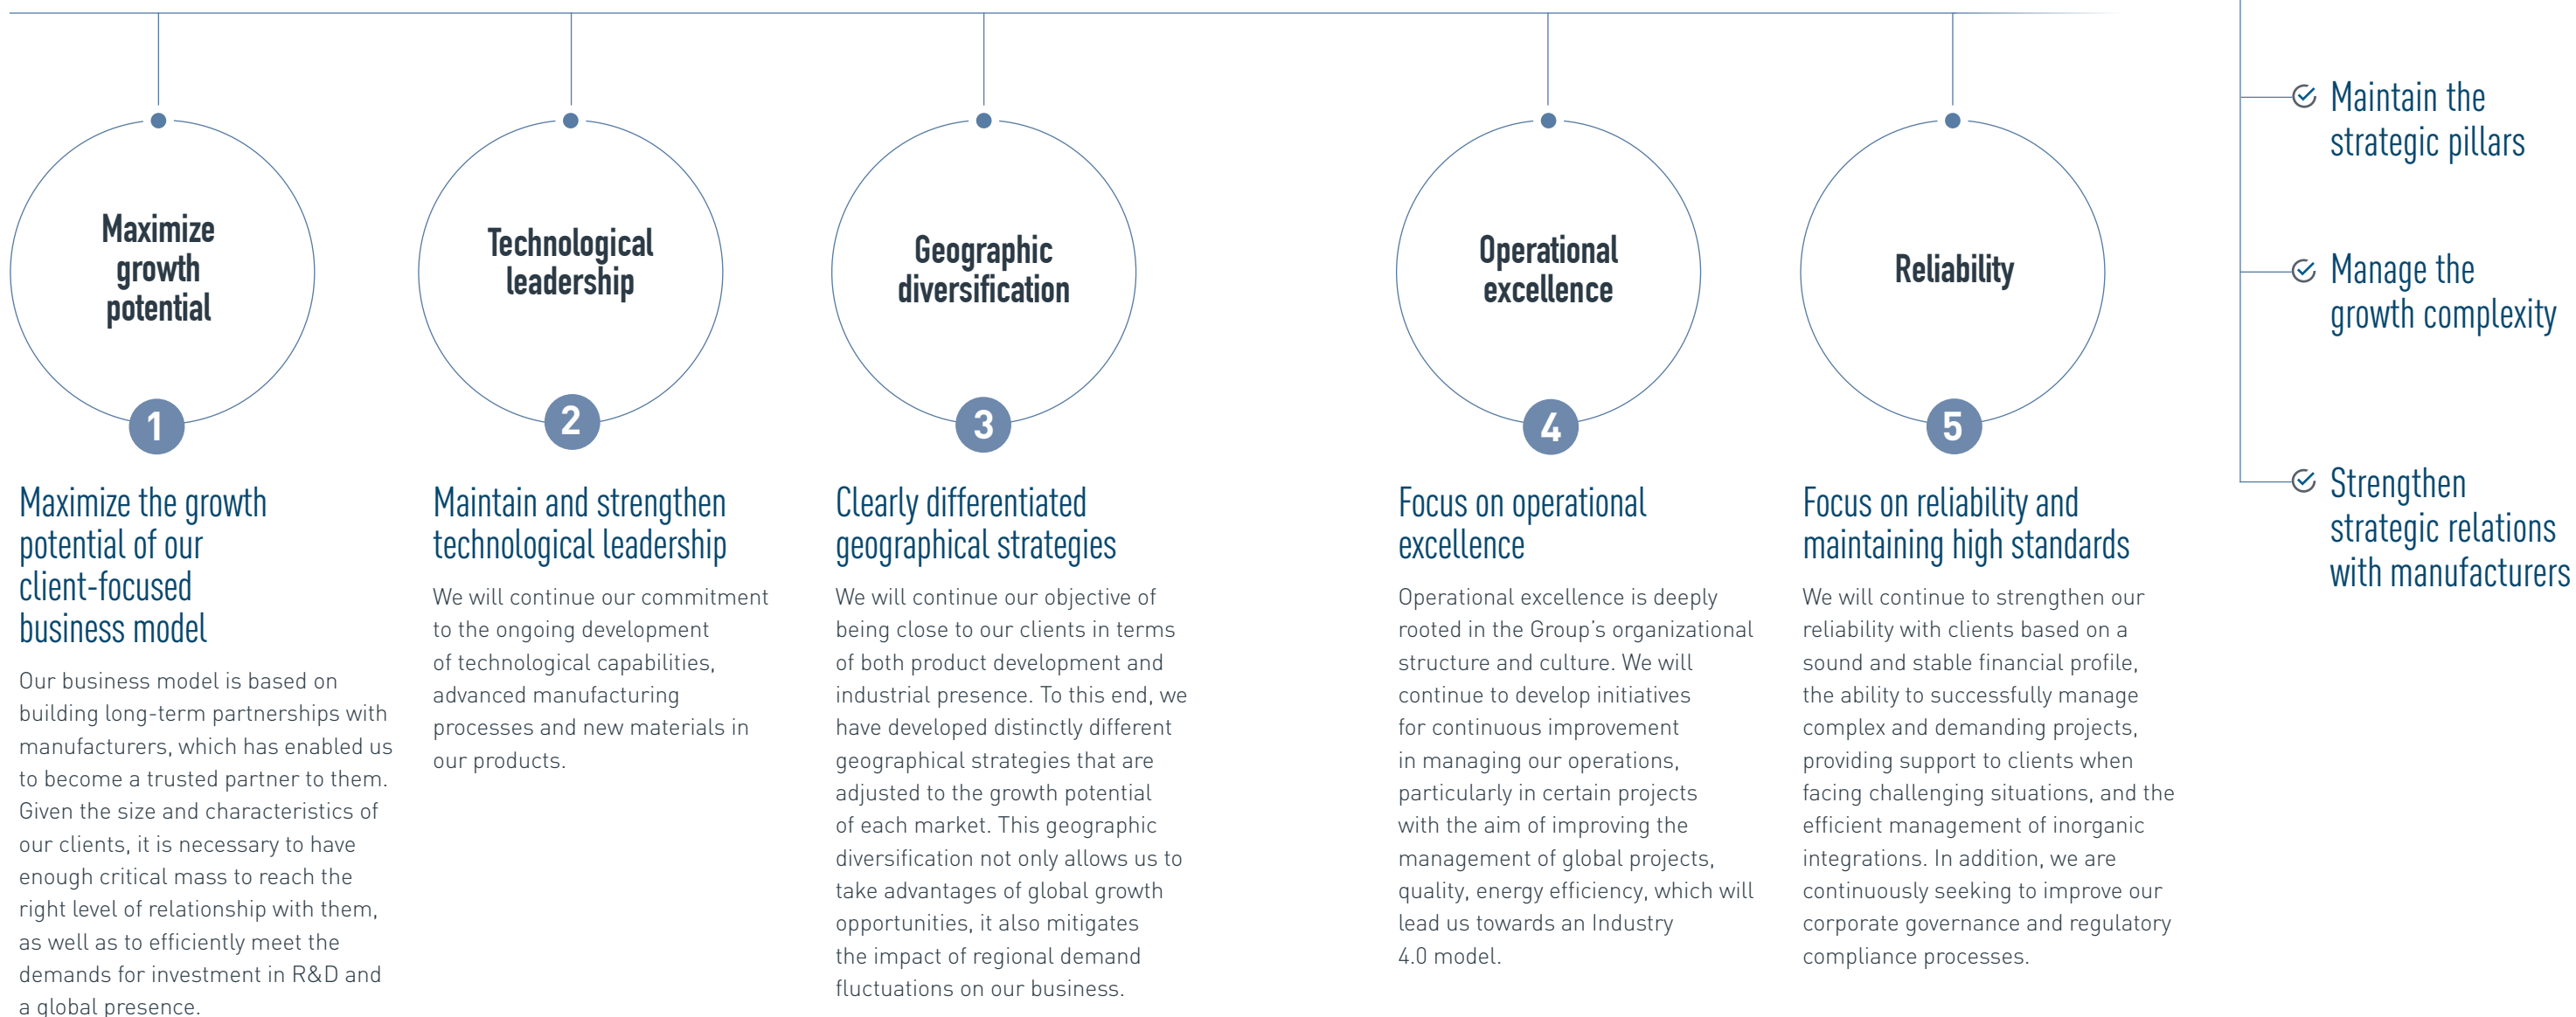 Maximize
growth
potential
1
Maximize the growth
potential of our
client-focused
business model
Our business model is based on
building long-term partnerships with
manufacturers, which has enabled us
to become a trusted partner to them.
Given the size and characteristics of
our clients, it is necessary to have
enough critical mass to reach the
right level of relationship with them,
as well as to efficiently meet the
demands for investment in R&D and
a global presence.
Technological
leadership
2
Maintain and strengthen
technological leadership
We will continue our commitment
to the ongoing development
of technological capabilities,
advanced manufacturing
processes and new materials in
our products.
Geographic
diversification
3
Clearly differentiated
geographical strategies
We will continue our objective of
being close to our clients in terms
of both product development and
industrial presence. To this end, we
have developed distinctly different
geographical strategies that are
adjusted to the growth potential
of each market. This geographic
diversification not only allows us to
take advantages of global growth
opportunities, it also mitigates
the impact of regional demand
fluctuations on our business.
Operational
excellence
4
Focus on operational
excellence
Operational excellence is deeply
rooted in the Group's organizational
structure and culture. We will
continue to develop initiatives
for continuous improvement
in managing our operations,
particularly in certain projects
with the aim of improving the
management of global projects,
quality, energy efficiency, which will
lead us towards an Industry
4.0 model.
Reliability
5
Focus on reliability and
maintaining high standards
We will continue to strengthen our
reliability with clients based on a
sound and stable financial profile,
the ability to successfully manage
complex and demanding projects,
providing support to clients when
facing challenging situations, and the
efficient management of inorganic
integrations. In addition, we are
continuously seeking to improve our
corporate governance and regulatory
compliance processes.
Maintain the
strategic pillars
Manage the
growth complexity
Strengthen
strategic relations
with manufacturers